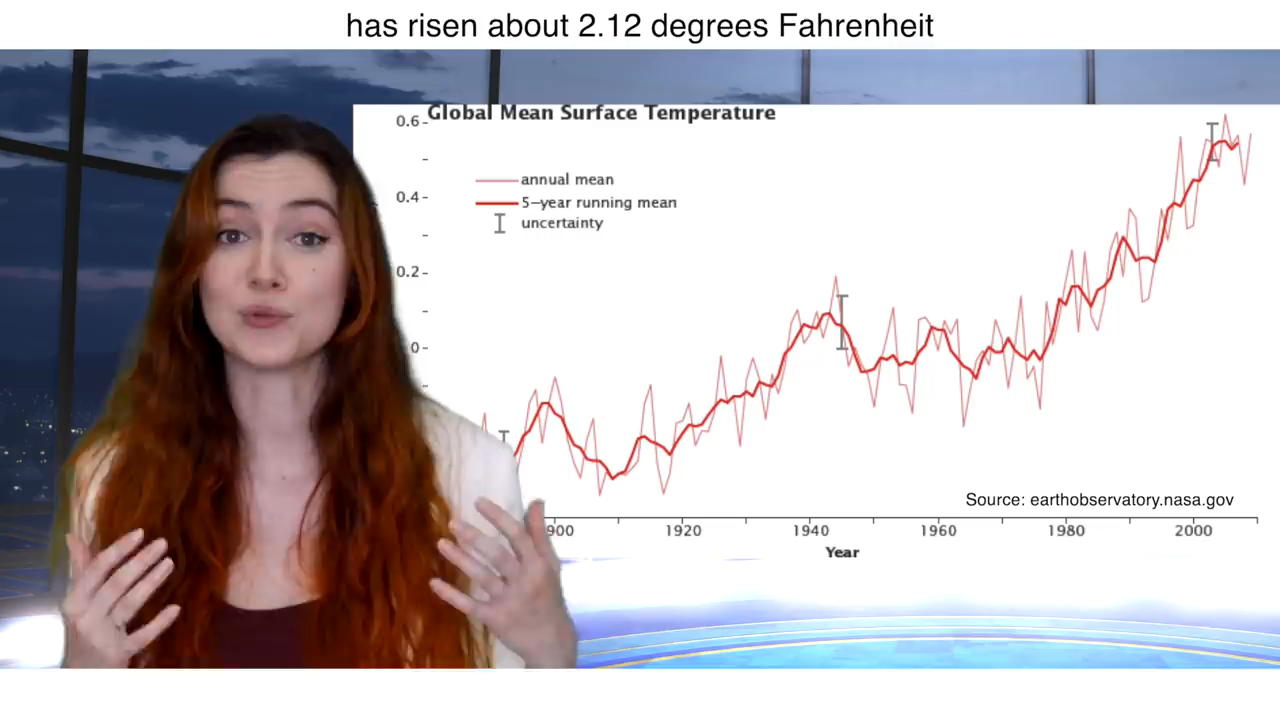 has risen about 2.12 degrees Fahrenheit
Global Mean Surface Temperature
0.6
annual mean
0.4
5–year running mean
uncertainty
0.2
0
Source: earthobservatory.nasa.gov
900 1920 1940 1960 1980 2000
Year